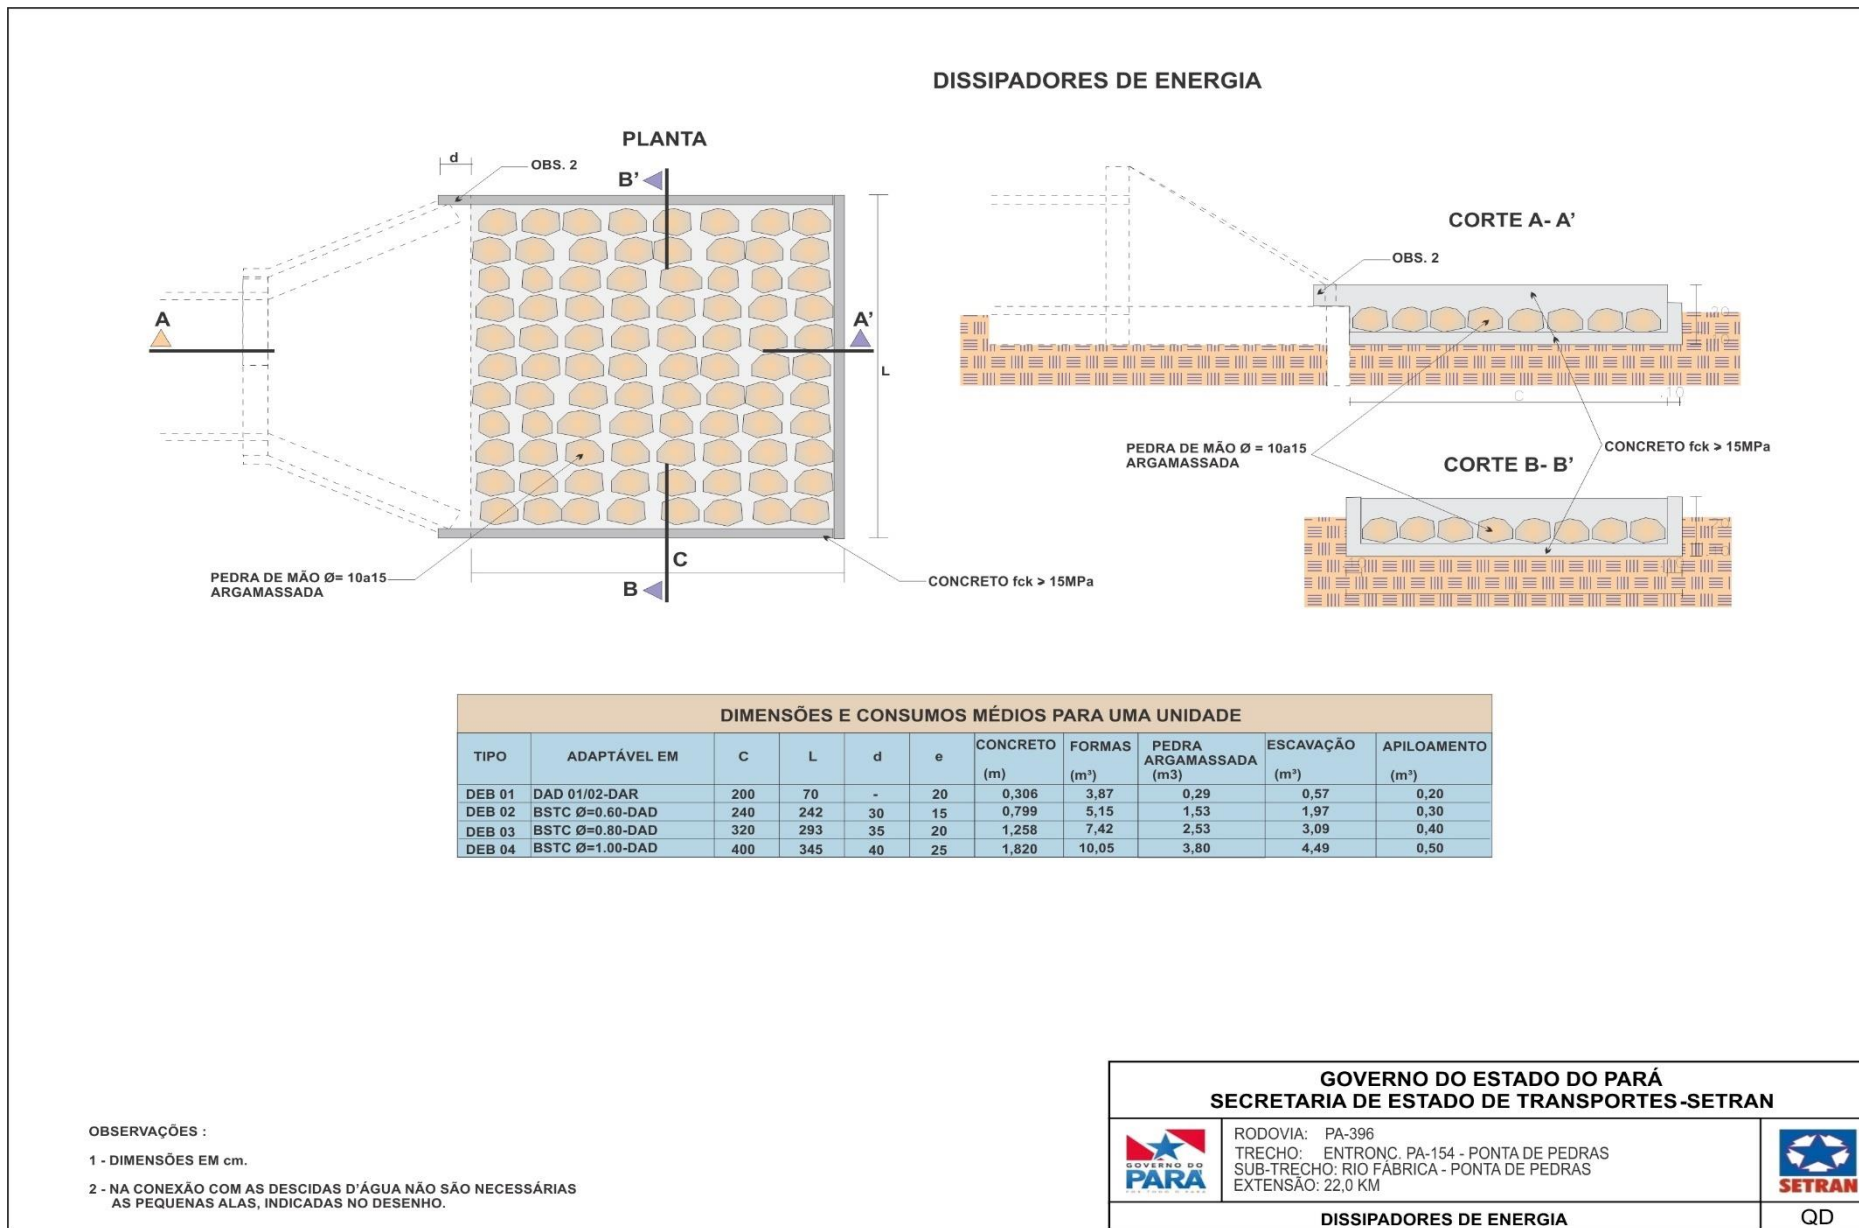 DISSIPADORES DE ENERGIA
PLANTA
d
OBS. 2
B’
A
A’
L
C
B
PEDRA DE MÃO Ø= 10a15
ARGAMASSADA
CONCRETO fck > 15MPa
CORTE A- A’
OBS. 2
C
10
PEDRA DE MÃO Ø = 10a15
ARGAMASSADA
CONCRETO fck > 15MPa
CORTE B- B’
DIMENSÕES E CONSUMOS MÉDIOS PARA UMA UNIDADE
TIPO ADAPTÁVEL EM C L d e CONCRETO (m) FORMAS (m³) PEDRA ARGAMASSADA (m3) ESCAVAÇÃO (m³) APILOAMENTO (m³)
DEB 01 DAD 01/02-DAR 200 70 - 20 0,306 3,87 0,29 0,57 0,20
DEB 02 BSTC Ø=0.60-DAD 240 242 30 15 0,799 5,15 1,53 1,97 0,30
DEB 03 BSTC Ø=0.80-DAD 320 293 35 20 1,258 7,42 2,53 3,09 0,40
DEB 04 BSTC Ø=1.00-DAD 400 345 40 25 1,820 10,05 3,80 4,49 0,50
OBSERVAÇÕES :
1 - DIMENSÕES EM cm.
2 - NA CONEXÃO COM AS DESCIDAS D’ÁGUA NÃO SÃO NECESSÁRIAS
AS PEQUENAS ALAS, INDICADAS NO DESENHO.
GOVERNO DO ESTADO DO PARÁ
SECRETARIA DE ESTADO DE TRANSPORTES-SETRAN
GOVERNO DO
PARÁ
RODOVIA: PA-396
TRECHO: ENTRONC. PA-154 - PONTA DE PEDRAS
SUB-TRECHO: RIO FÁBRICA - PONTA DE PEDRAS
EXTENSÃO: 22,0 KM
SETRAN
DISSIPADORES DE ENERGIA
QD